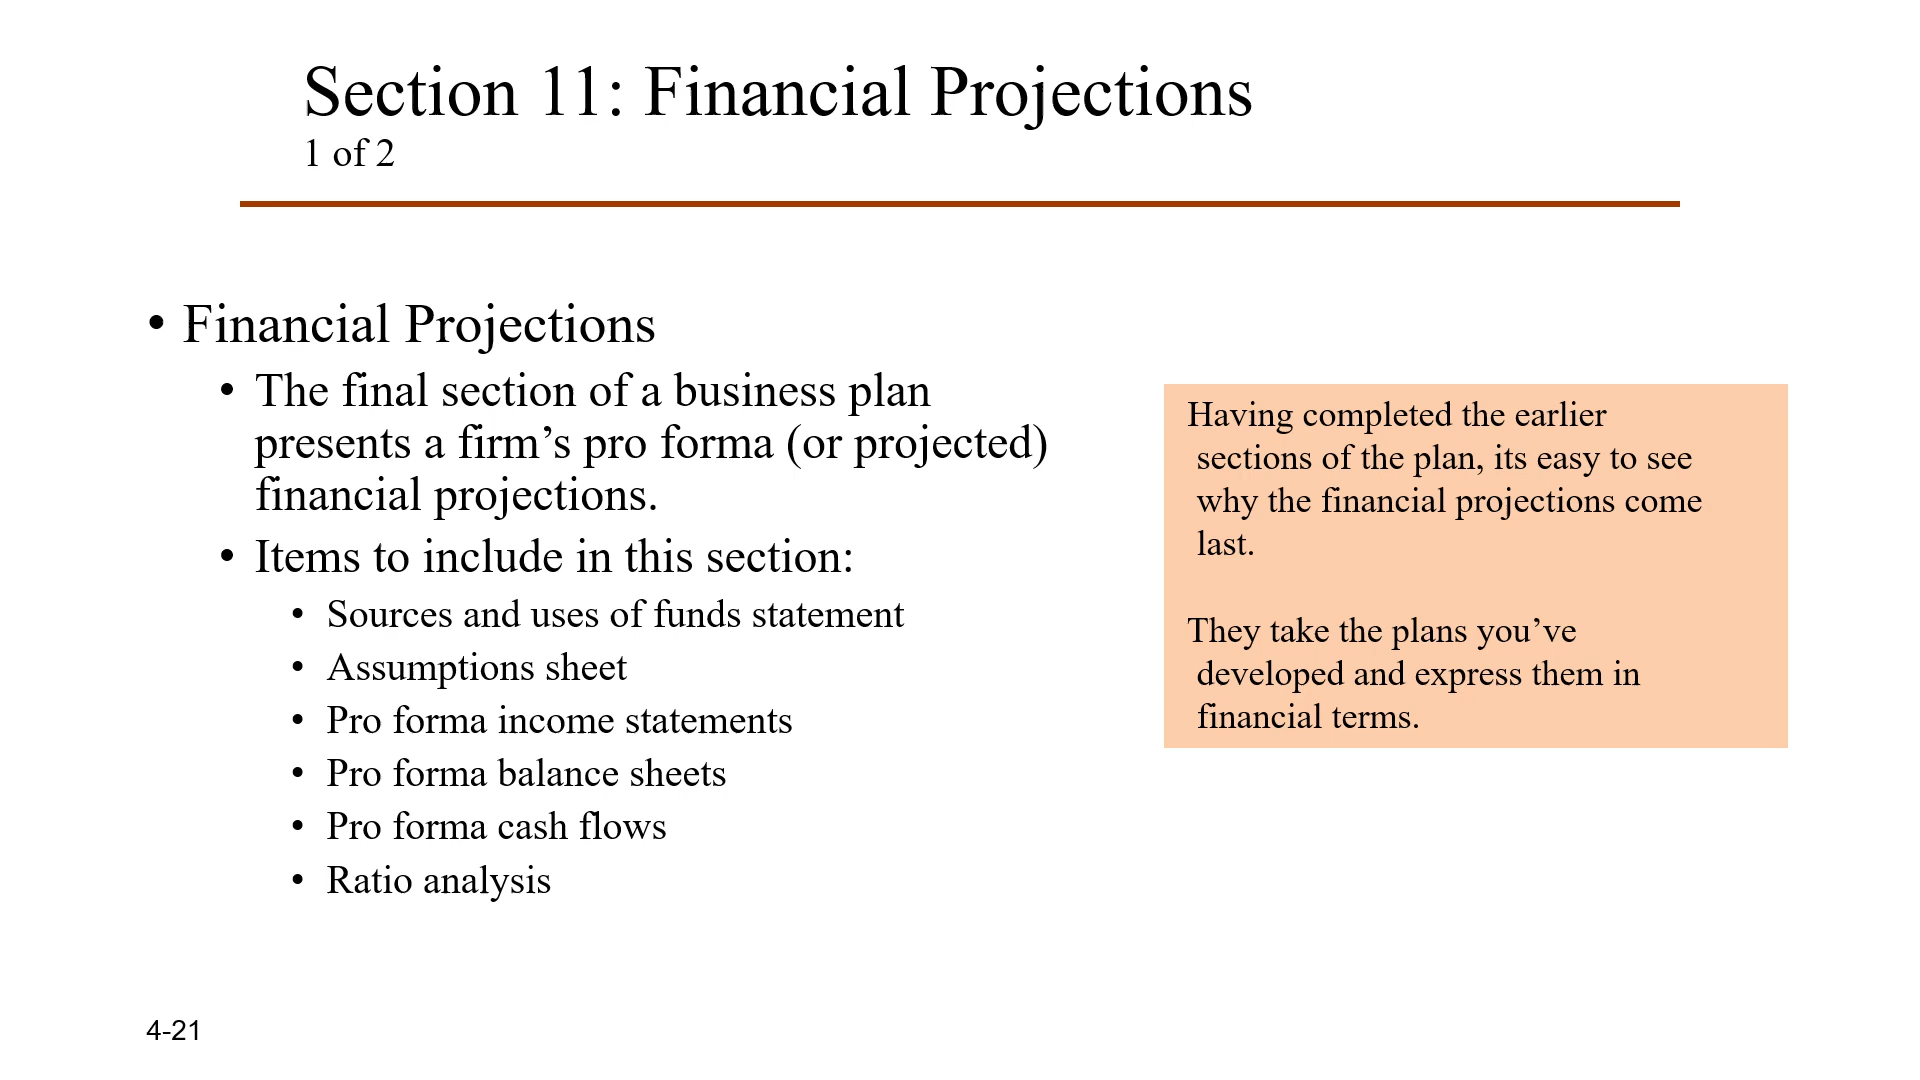 Section 11: Financial Projections
1 of 2
• Financial Projections
• The final section of a business plan
presents a firm’s pro forma (or projected)
financial projections.
• Items to include in this section:
• Sources and uses of funds statement
• Assumptions sheet
• Pro forma income statements
• Pro forma balance sheets
• Pro forma cash flows
• Ratio analysis
Having completed the earlier
sections of the plan, its easy to see
why the financial projections come
last.
They take the plans you’ve
developed and express them in
financial terms.
4-21